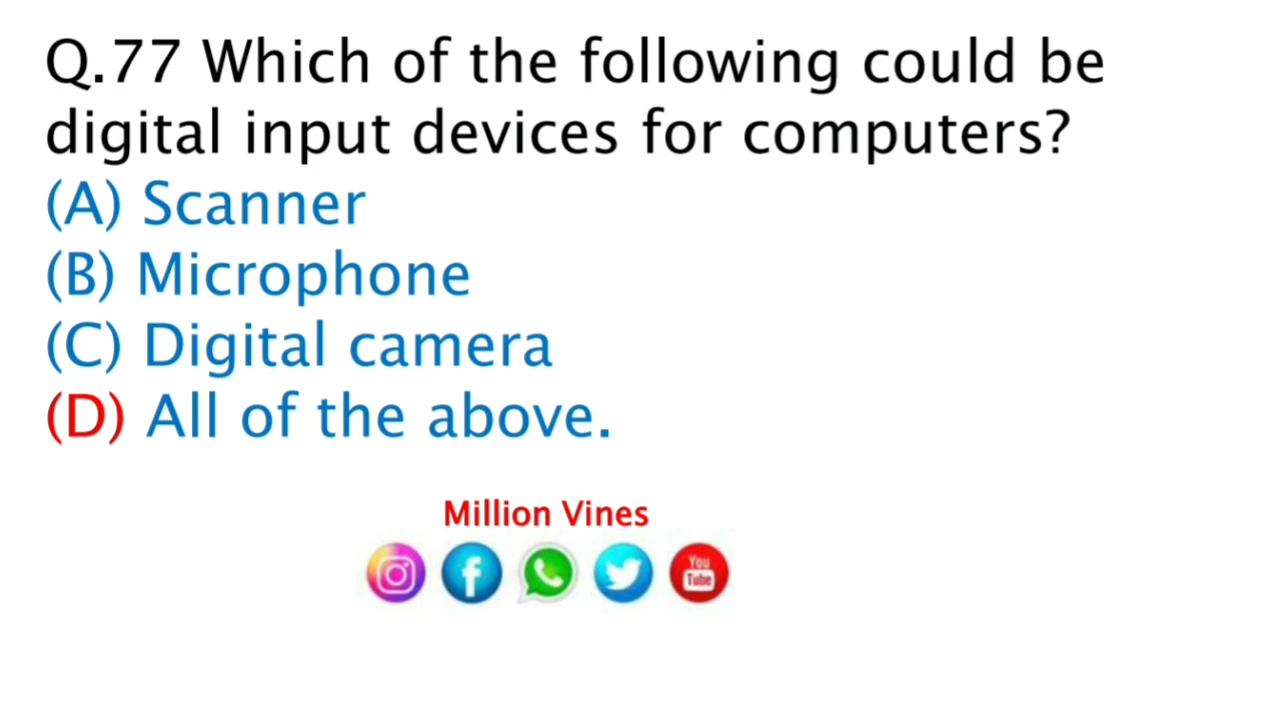 Q.77 Which of the following could be
digital input devices for computers?
(A) Scanner
(B) Microphone
(C) Digital camera
(D) All of the above.
Million Vines
You
Tube